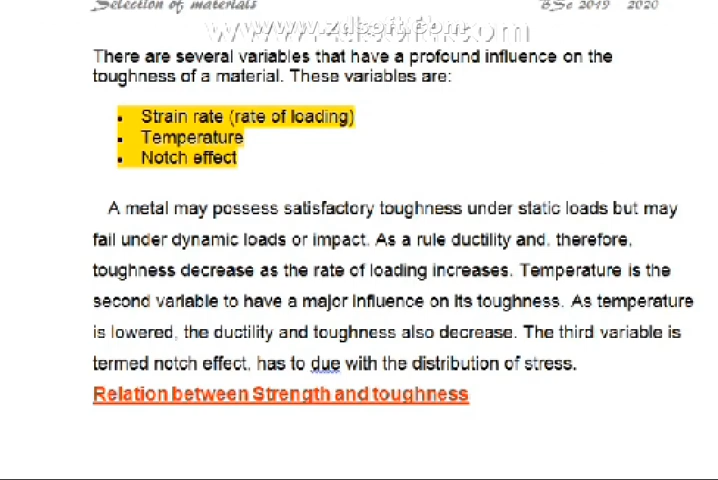 Selection of materials BSc 2019 2020
www.zdsoft.com
There are several variables that have a profound influence on the
toughness of a material. These variables are:
• Strain rate (rate of loading)
• Temperature
• Notch effect
A metal may possess satisfactory toughness under static loads but may
fail under dynamic loads or impact. As a rule ductility and, therefore,
toughness decrease as the rate of loading increases. Temperature is the
second variable to have a major influence on its toughness. As temperature
is lowered, the ductility and toughness also decrease. The third variable is
termed notch effect, has to due with the distribution of stress.
Relation between Strength and toughness